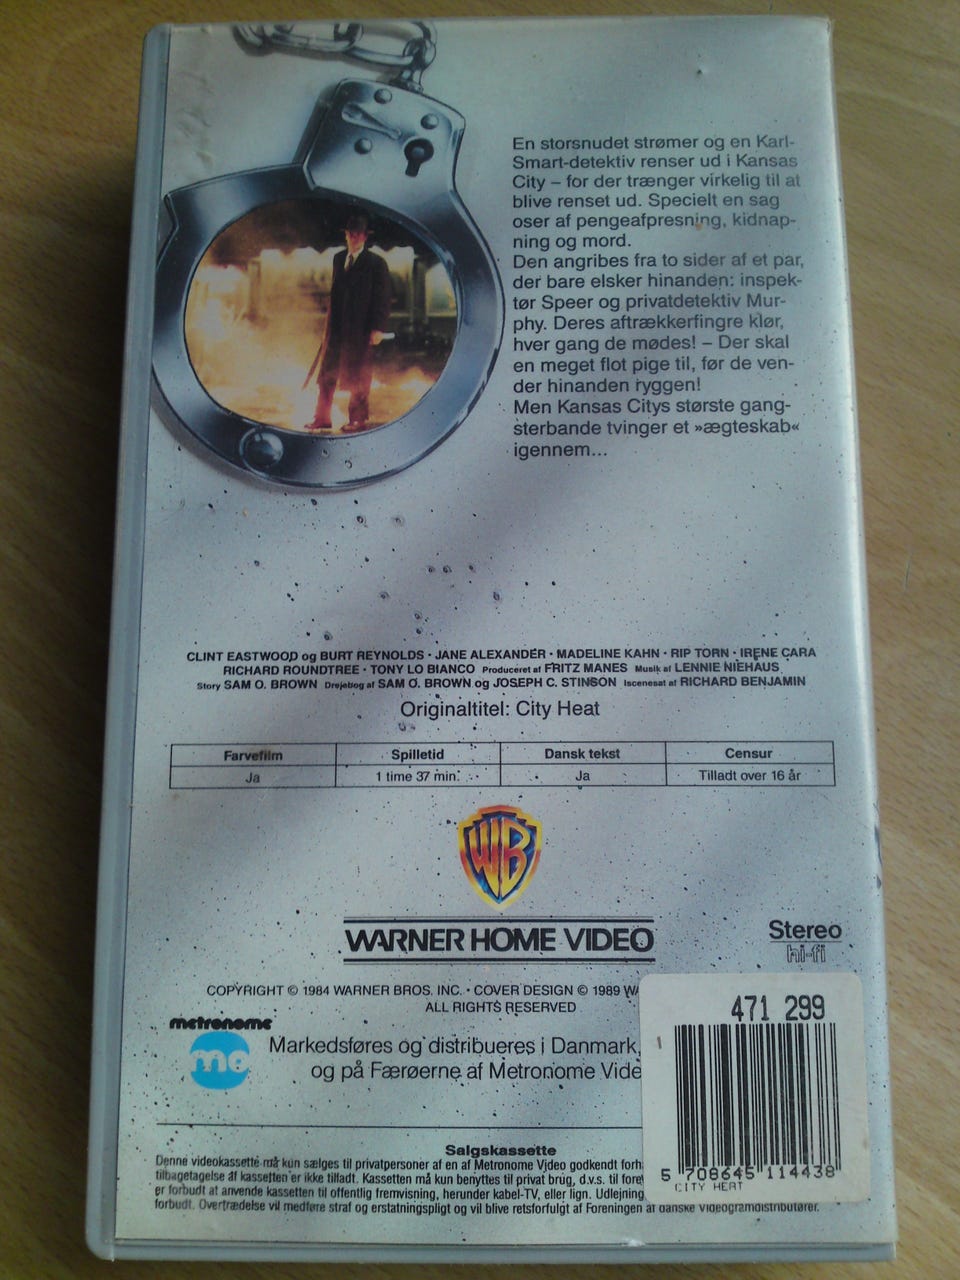 En storsnudet strømer og en Karl-
Smart-detektiv renser ud i Kansas
City – for der trænger virkelig til at
blive renset ud. Specielt en sag
oser af pengeafpresning, kidnap-
ning og mord.
Den angribes fra to sider af et par,
der bare elsker hinanden: inspek-
tør Speer og privatdetektiv Mur-
phy. Deres aftrækkerfingre klør,
hver gang de mødes! – Der skal
en meget flot pige til, før de ven-
der hinanden ryggen!
Men Kansas Citys største gang-
sterbande tvinger et »ægteskab«
igennem...
CLINT EASTWOOD og BURT REYNOLDS · JANE ALEXANDER · MADELINE KAHN · RIP TORN · IRENE CARA
RICHARD ROUNDTREE · TONY LO BIANCO Produceret af FRITZ MANES Musik af LENNIE NIEHAUS
Story SAM O. BROWN Drejebog af SAM O. BROWN og JOSEPH C. STINSON Iscenesat af RICHARD BENJAMIN
Originaltitel: City Heat
Farvefilm Spilletid Dansk tekst Censur
Ja 1 time 37 min. Ja Tilladt over 16 år
WB
WARNER HOME VIDEO
Stereo
hi-fi
COPYRIGHT © 1984 WARNER BROS. INC. · COVER DESIGN © 1989 WA
ALL RIGHTS RESERVED
metronome
me
Markedsføres og distribueres i Danmark,
og på Færøerne af Metronome Vide
471 299
5 708645 114438
CITY HEAT
Salgskassette
Denne videokassette må kun sælges til privatpersoner af en af Metronome Video godkendt forh
tilbagetagelse af kassetten er ikke tilladt. Kassetten må kun benyttes til privat brug, d.v.s. til fore
er forbudt at anvende kassetten til offentlig fremvisning, herunder kabel-TV, eller lign. Udlejning
forbudt. Overtrædelse vil medføre straf og erstatningspligt og vil blive retsforfulgt af Foreningen af danske videogramdistributører.